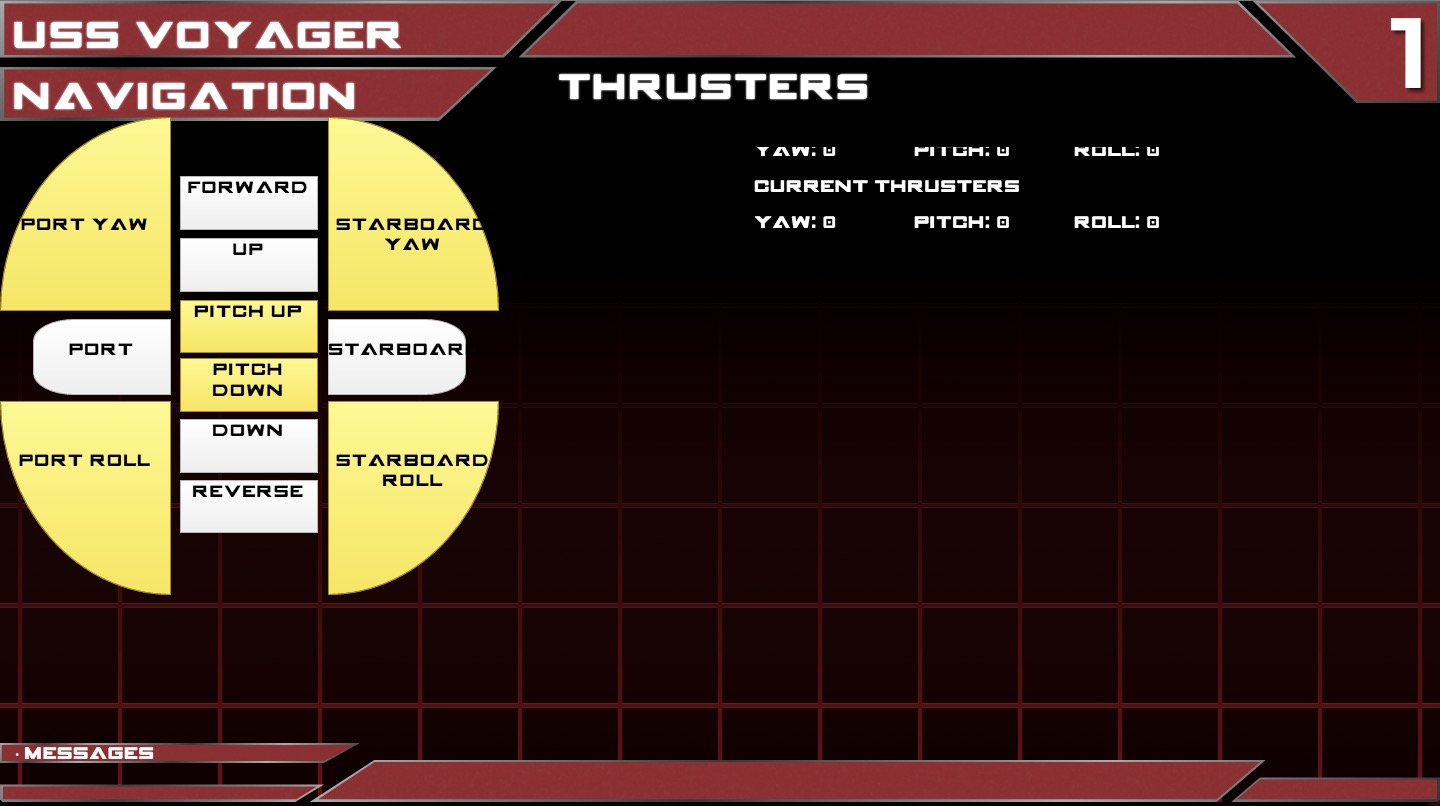 USS VOYAGER
1
NAVIGATION
THRUSTERS
YAW: 0 PITCH: 0 ROLL: 0
CURRENT THRUSTERS
YAW: 0 PITCH: 0 ROLL: 0
FORWARD
PORT YAW
STARBOARD
YAW
UP
PITCH UP
PORT
STARBOARD
PITCH
DOWN
DOWN
PORT ROLL
STARBOARD
ROLL
REVERSE
· MESSAGES